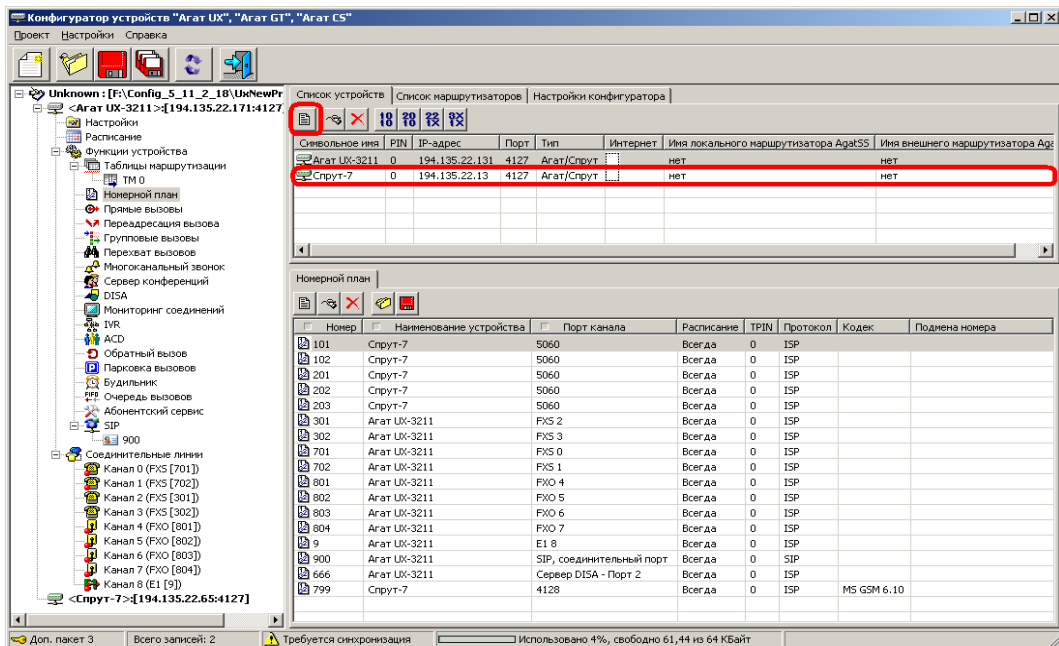 Конфигуратор устройств "Агат UX", "Агат GT", "Агат CS"
Проект Настройки Справка
Unknown : [F:\Config_5_11_2_18\UxNewPr
<Агат UX-3211>:[194.135.22.171:4127
Настройки
Расписание
Функции устройства
Таблицы маршрутизации
ТМ 0
Номерной план
Прямые вызовы
Переадресация вызова
Групповые вызовы
Перехват вызовов
Многоканальный звонок
Сервер конференций
DISA
Мониторинг соединений
IVR
ACD
Обратный вызов
Парковка вызовов
Будильник
FIFO Очередь вызовов
Абонентский сервис
SIP
900
Соединительные линии
Канал 0 (FXS [701])
Канал 1 (FXS [702])
Канал 2 (FXS [301])
Канал 3 (FXS [302])
Канал 4 (FXO [801])
Канал 5 (FXO [802])
Канал 6 (FXO [803])
Канал 7 (FXO [804])
Канал 8 (E1 [9])
<Спрут-7>:[194.135.22.65:4127]
Список устройств Список маршрутизаторов Настройки конфигуратора
Символьное имя PIN IP-адрес Порт Тип Интернет Имя локального маршрутизатора AgatSS Имя внешнего маршрутизатора Aga
Агат UX-3211 0 194.135.22.131 4127 Агат/Спрут нет нет
Спрут-7 0 194.135.22.13 4127 Агат/Спрут нет нет
Номерной план
Номер Наименование устройства Порт канала Расписание TPIN Протокол Кодек Подмена номера
101 Спрут-7 5060 Всегда 0 ISP
102 Спрут-7 5060 Всегда 0 ISP
201 Спрут-7 5060 Всегда 0 ISP
202 Спрут-7 5060 Всегда 0 ISP
203 Спрут-7 5060 Всегда 0 ISP
301 Агат UX-3211 FXS 2 Всегда 0 ISP
302 Агат UX-3211 FXS 3 Всегда 0 ISP
701 Агат UX-3211 FXS 0 Всегда 0 ISP
702 Агат UX-3211 FXS 1 Всегда 0 ISP
801 Агат UX-3211 FXO 4 Всегда 0 ISP
802 Агат UX-3211 FXO 5 Всегда 0 ISP
803 Агат UX-3211 FXO 6 Всегда 0 ISP
804 Агат UX-3211 FXO 7 Всегда 0 ISP
9 Агат UX-3211 E1 8 Всегда 0 ISP
900 Агат UX-3211 SIP, соединительный порт Всегда 0 SIP
666 Агат UX-3211 Сервер DISA - Порт 2 Всегда 0 ISP
799 Спрут-7 4128 Всегда 0 ISP MS GSM 6.10
Доп. пакет 3 Всего записей: 2 Требуется синхронизация Использовано 4%, свободно 61,44 из 64 КБайт